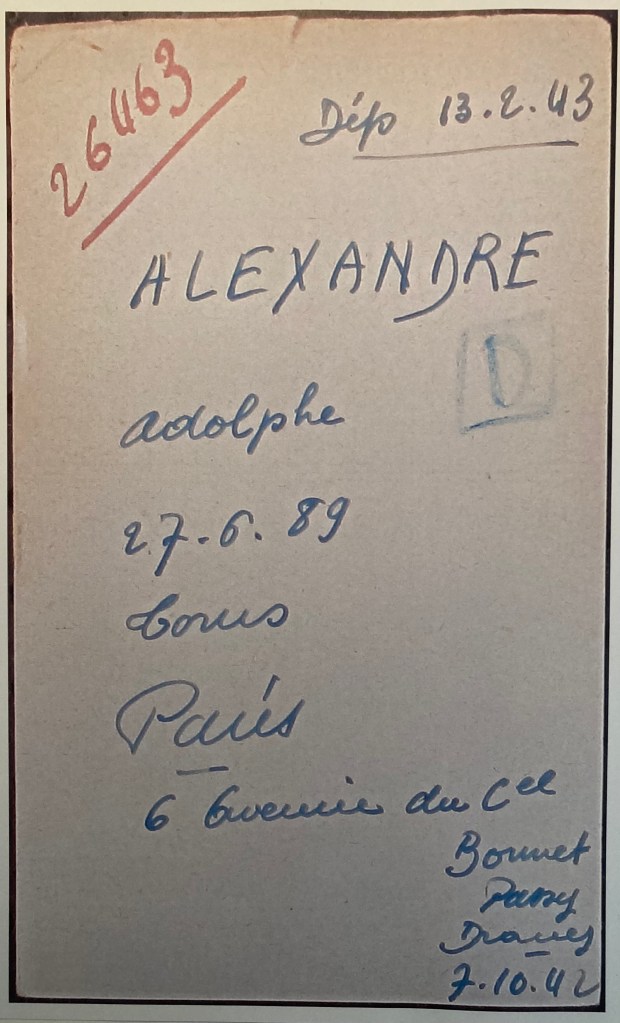 26463
Dép 13.2.43
ALEXANDRE
D
Adolphe
27.6.89
Paris
6 Avenue du Cel
Bonnet
Passy
Drancy
7.10.42